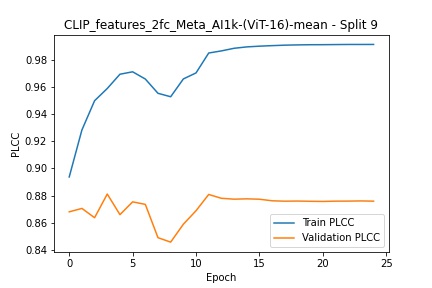 CLIP_features_2fc_Meta_AI1k-(ViT-16)-mean - Split 9
PLCC
0.98
0.96
0.94
0.92
0.90
0.88
0.86
0.84
0
5
10
15
20
25
Epoch
Train PLCC
Validation PLCC